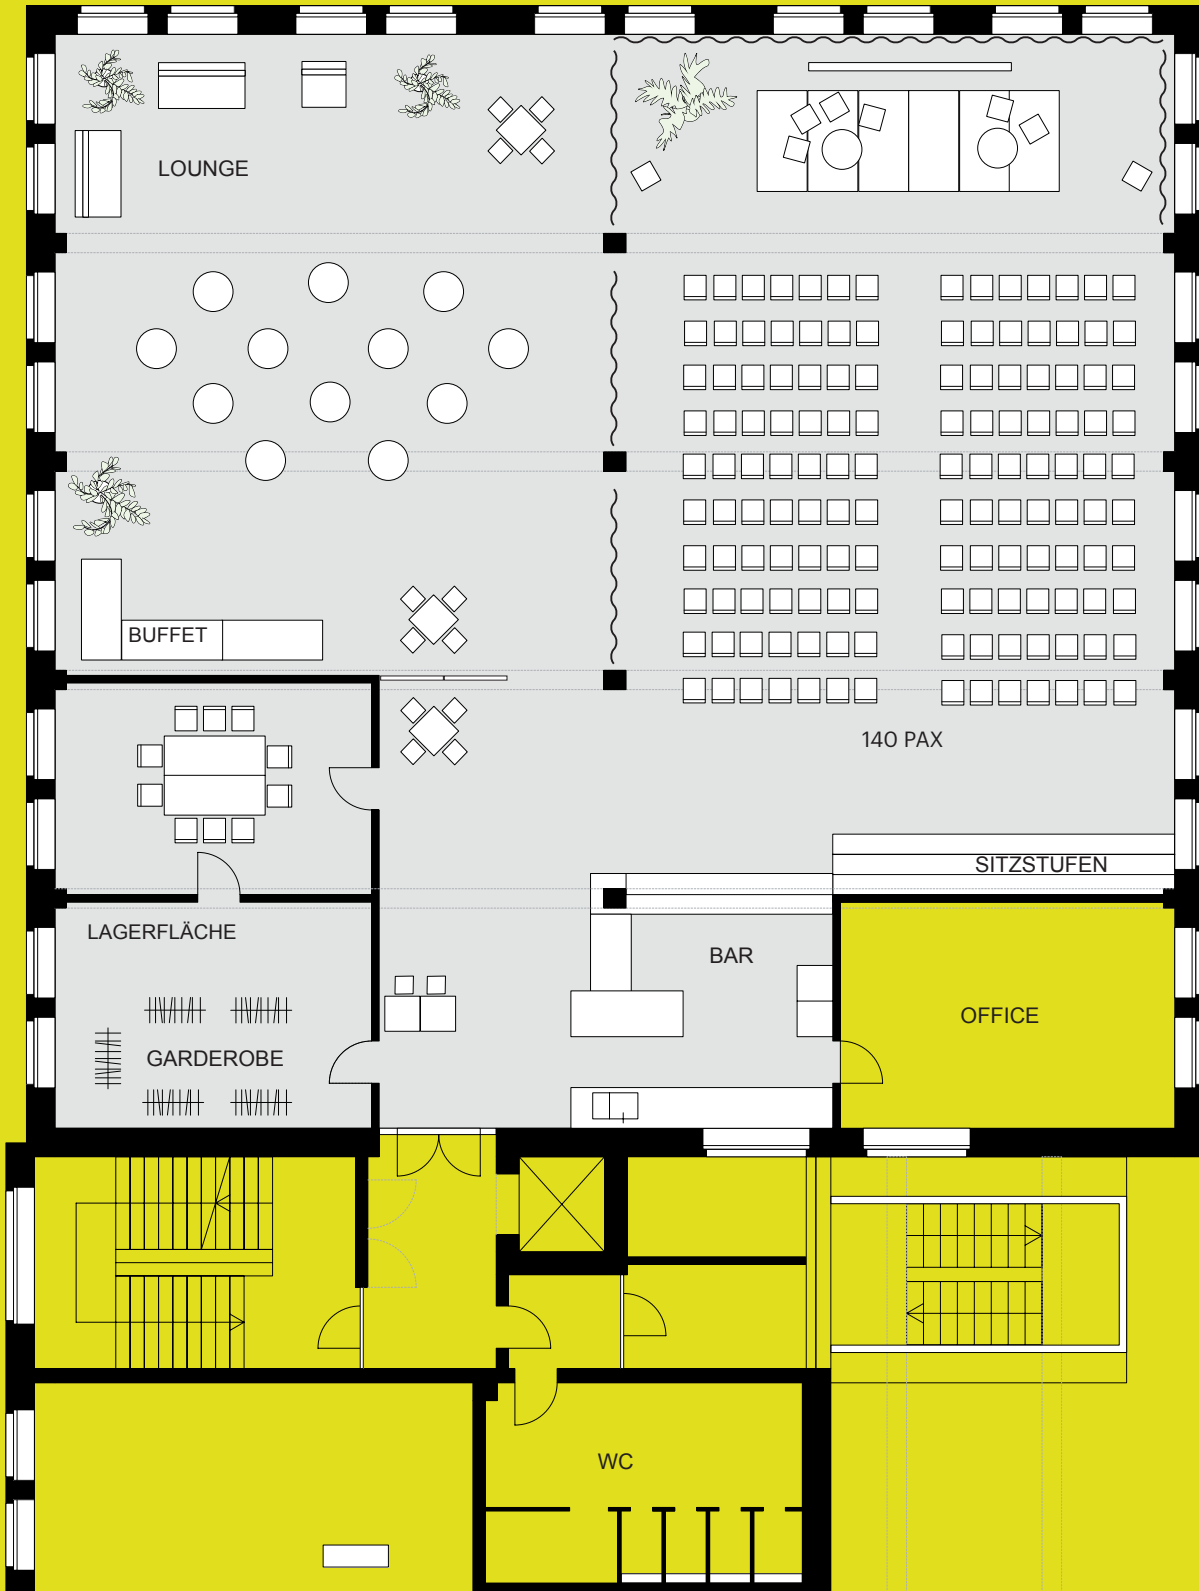 LOUNGE
BUFFET
140 PAX
SITZSTUFEN
LAGERFLÄCHE
BAR
OFFICE
GARDEROBE
WC